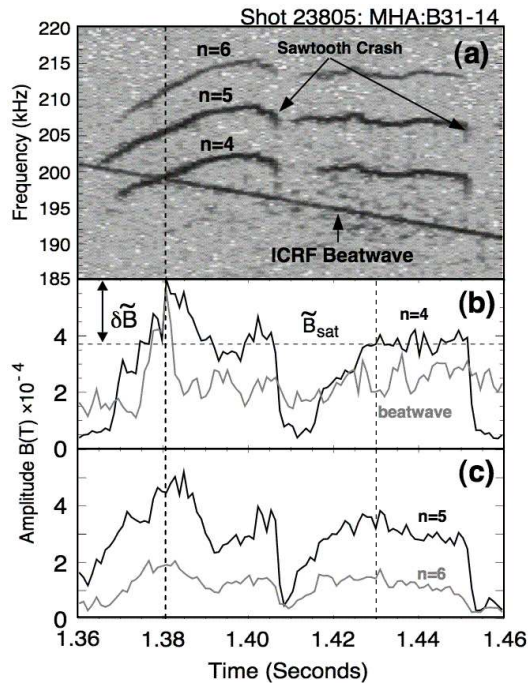 Shot 23805: MHA:B31-14
220
215
210
205
200
195
190
185
Frequency (kHz)
(a)
n=6
Sawtooth Crash
n=5
n=4
ICRF Beatwave
(b)
δB̃
B̃sat
n=4
beatwave
4
2
0
Amplitude B(T) ×10⁻⁴
(c)
n=5
n=6
4
2
0
1.36 1.38 1.40 1.42 1.44 1.46
Time (Seconds)